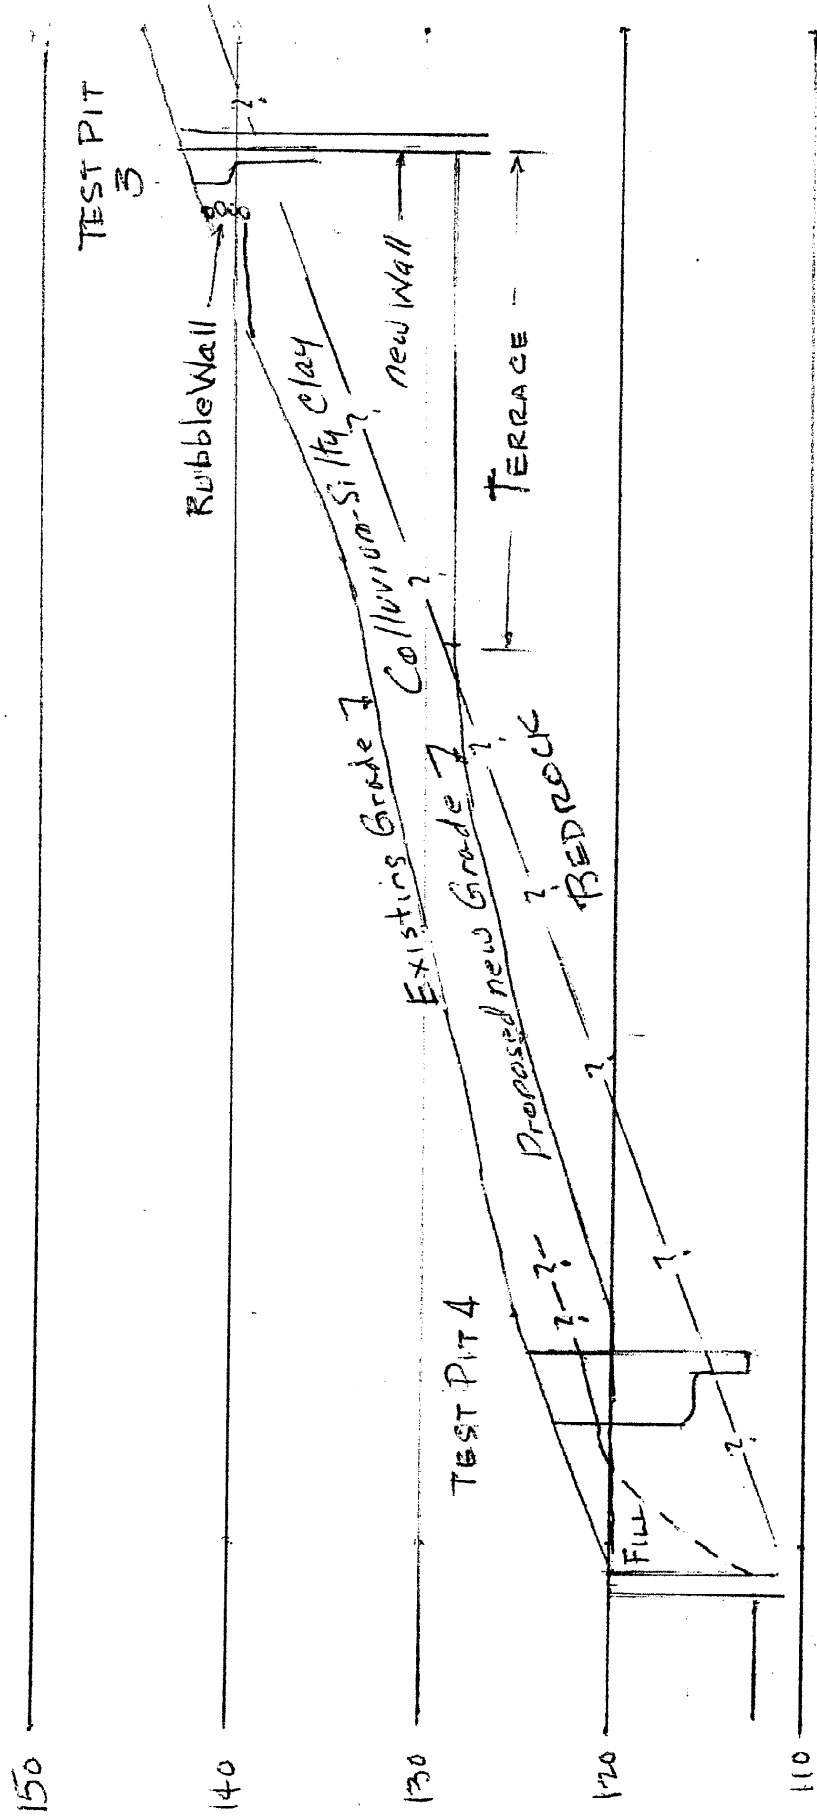 150
140
130
120
110
TEST PIT
3
Rubble Wall
new Wall
TERRACE
Colluvium-Silty Clay
Existing Grade
Proposed new Grade
BEDROCK
TEST PIT 4
Fill
?
?
?
?
?
?
?
?
?
?